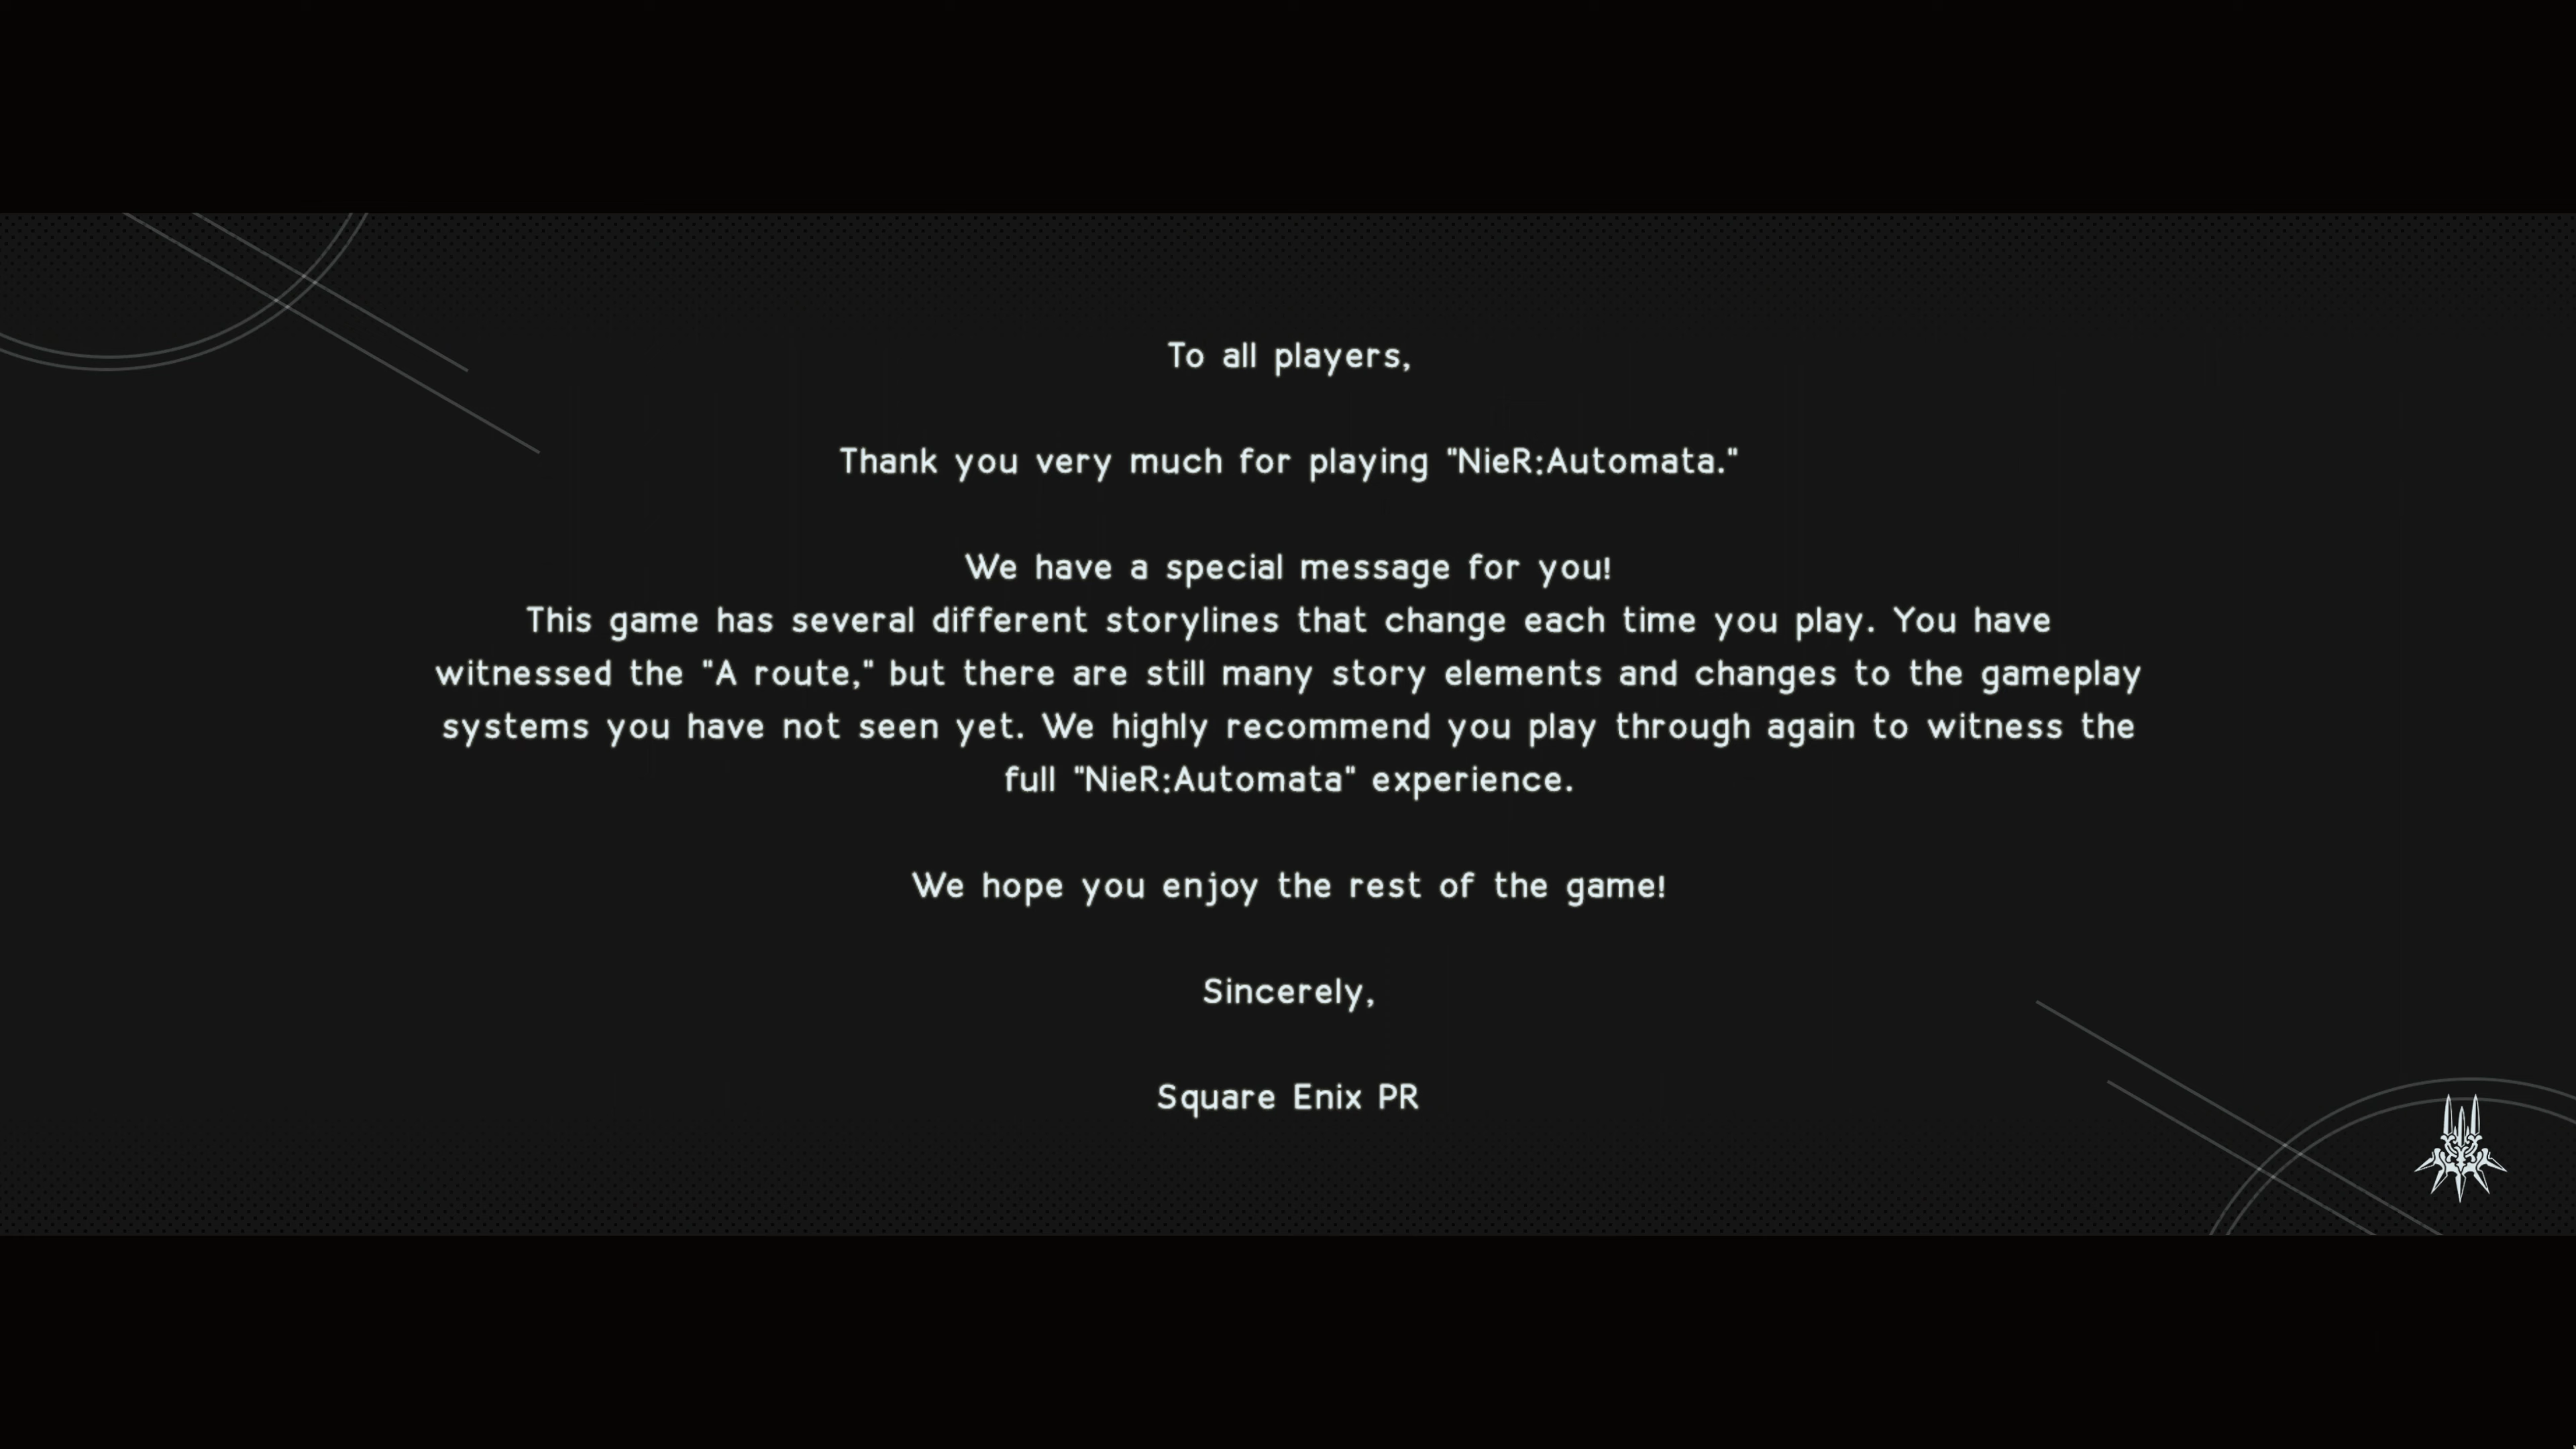 To all players,
Thank you very much for playing "NieR:Automata."
We have a special message for you!
This game has several different storylines that change each time you play. You have
witnessed the "A route," but there are still many story elements and changes to the gameplay
systems you have not seen yet. We highly recommend you play through again to witness the
full "NieR:Automata" experience.
We hope you enjoy the rest of the game!
Sincerely,
Square Enix PR